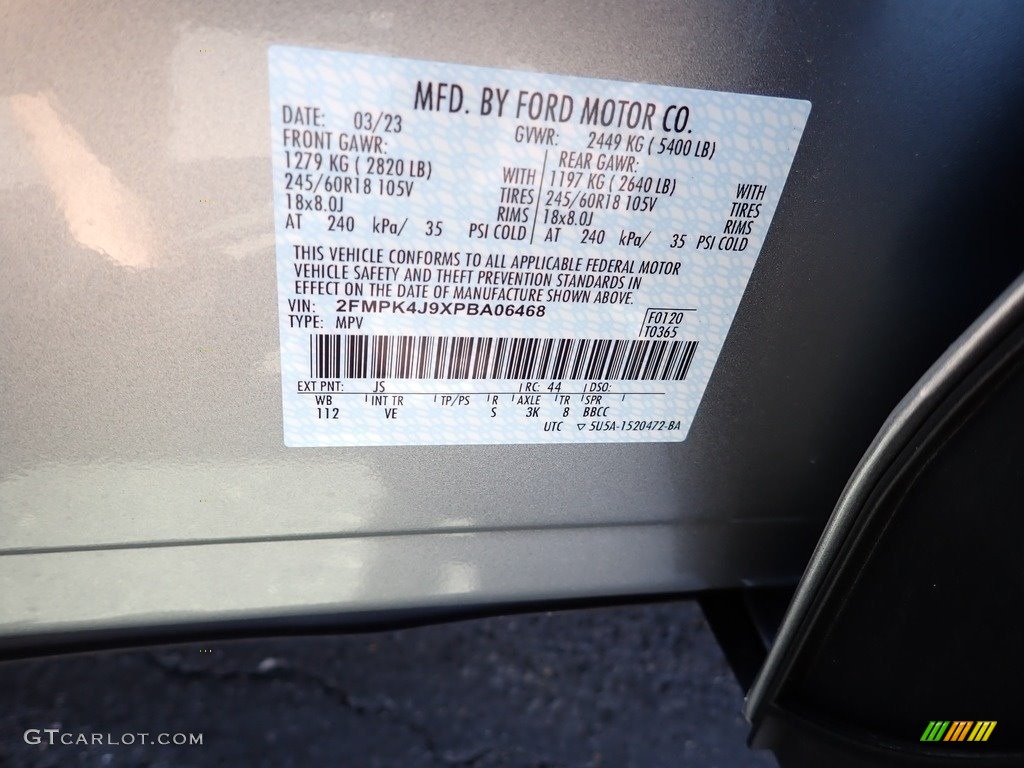 MFD. BY FORD MOTOR CO.
DATE: 03/23 GVWR: 2449 KG ( 5400 LB)
FRONT GAWR: REAR GAWR:
1279 KG ( 2820 LB) WITH 1197 KG ( 2640 LB) WITH
245/60R18 105V TIRES 245/60R18 105V TIRES
18x8.0J RIMS 18x8.0J RIMS
AT 240 kPa/ 35 PSI COLD AT 240 kPa/ 35 PSI COLD
THIS VEHICLE CONFORMS TO ALL APPLICABLE FEDERAL MOTOR
VEHICLE SAFETY AND THEFT PREVENTION STANDARDS IN
EFFECT ON THE DATE OF MANUFACTURE SHOWN ABOVE.
VIN: 2FMPK4J9XPBA06468 F0120
TYPE: MPV T0365
EXT PNT: JS RC: 44 DSO:
WB INT TR TP/PS R AXLE TR SPR
112 VE S 3K 8 BBCC
UTC ▽ 5U5A-1520472-BA
GTCARLOT.COM